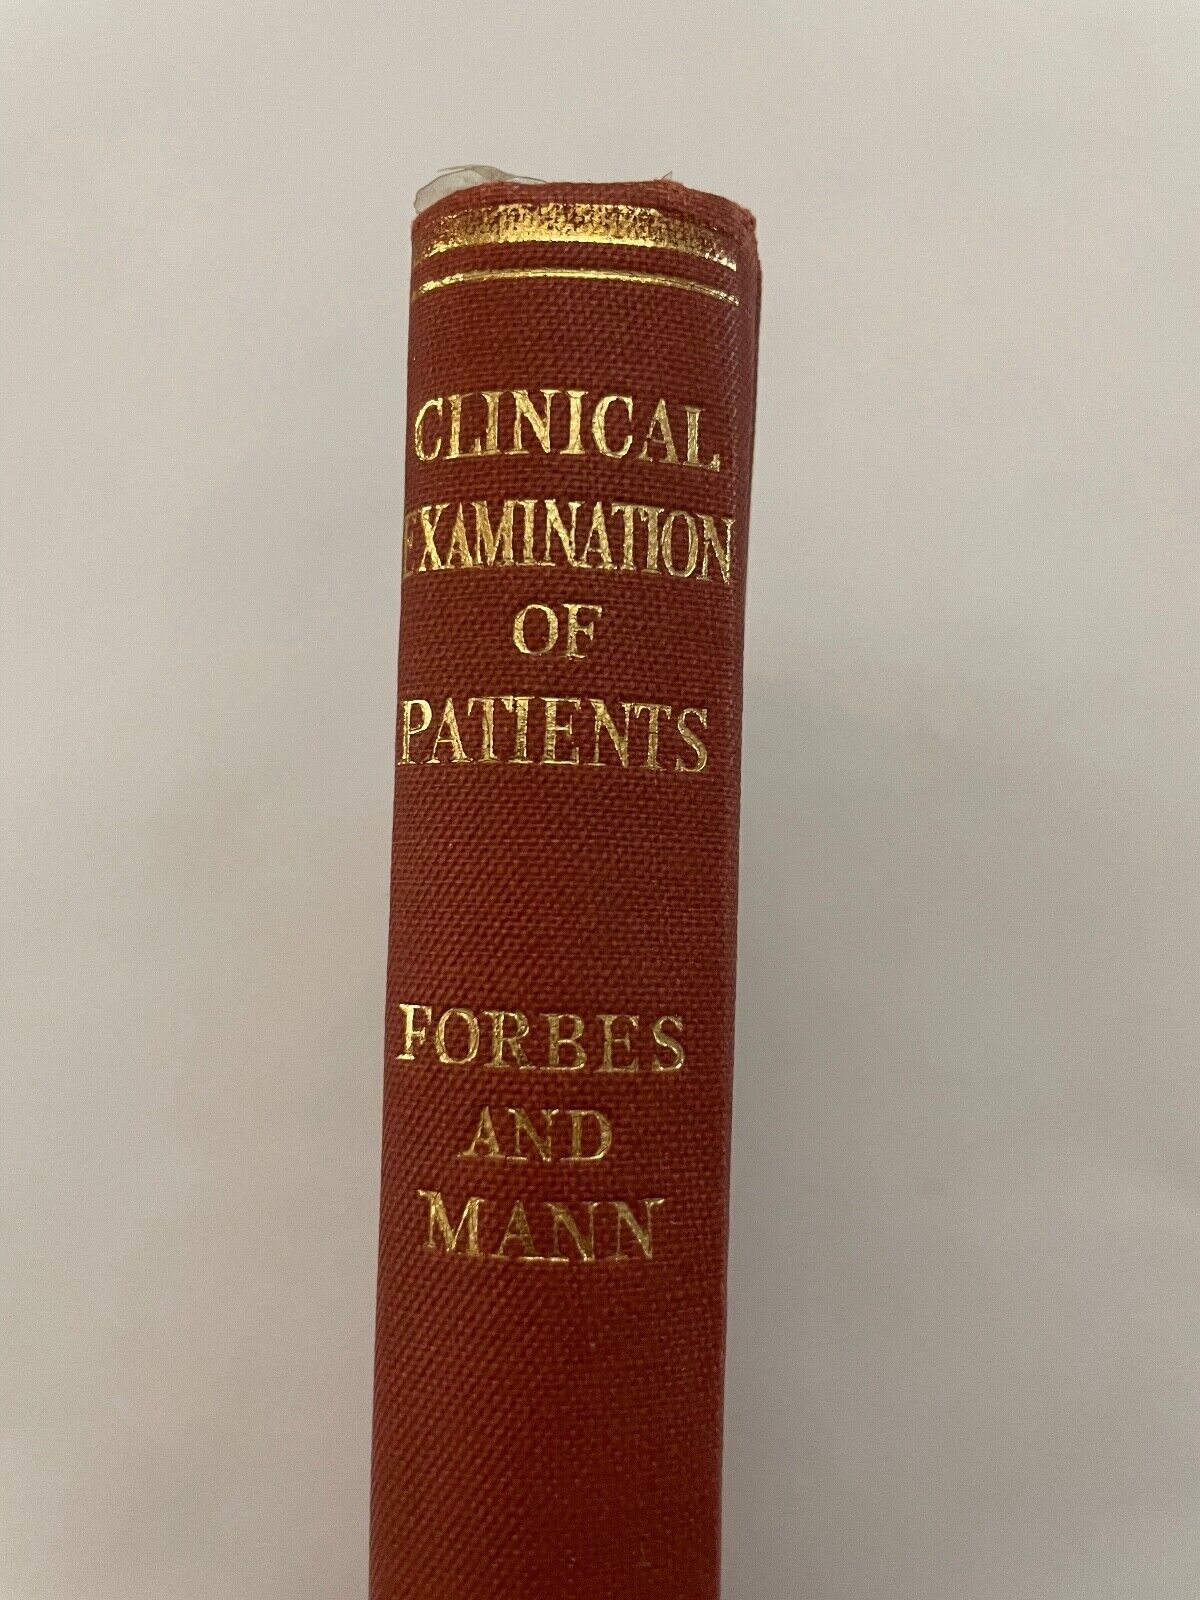 CLINICAL
EXAMINATION
OF
PATIENTS
FORBES
AND
MANN